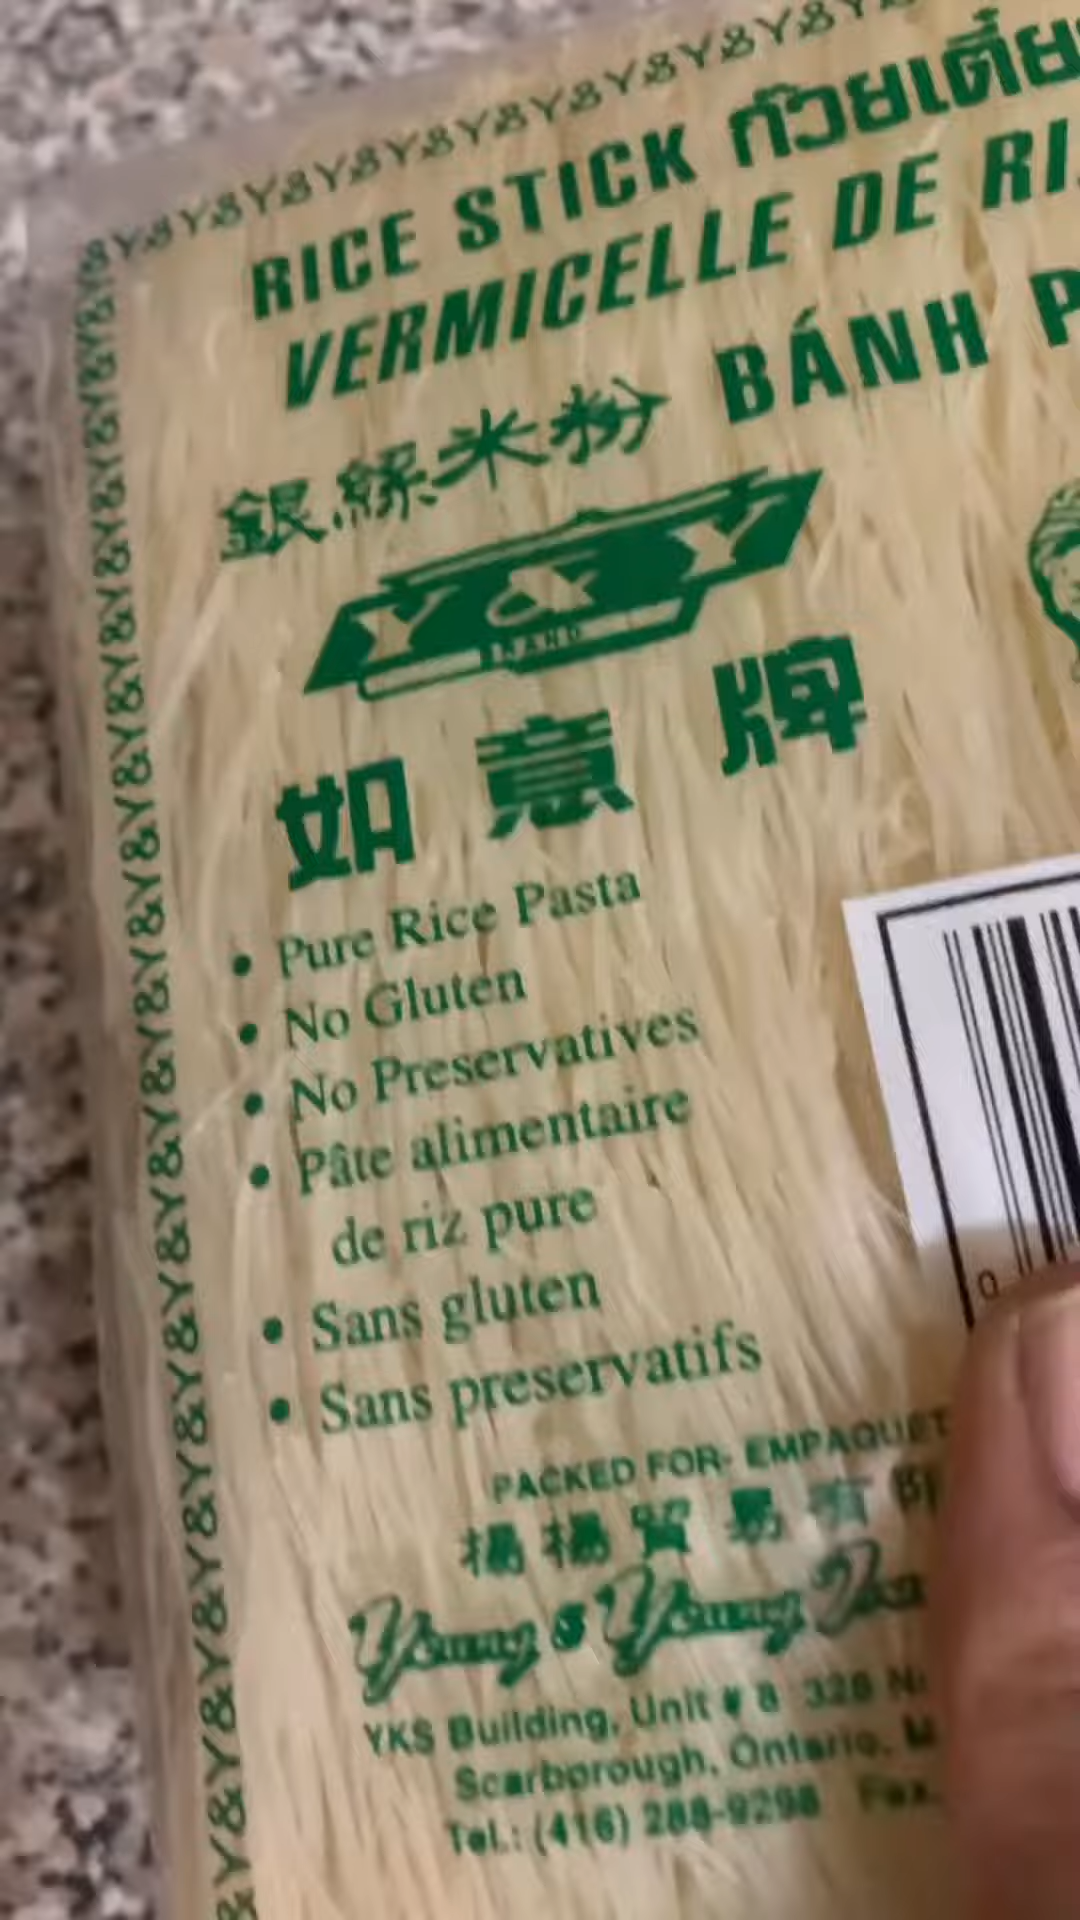 RICE STICK ก๋วยเตี๋ยว
VERMICELLE DE
銀絲米粉 BÁNH
Y & Y
BRAND
如意牌
• Pure Rice Pasta
• No Gluten
• No Preservatives
• Pâte alimentaire
de riz pure
• Sans gluten
• Sans preservatifs
PACKED FOR- EMPAQUET
楊楊貿易有限
Young & Young Tra
YKS Building, Unit # 8 328
Scarborough, Ontario, M
Tel.: (416) 288-9298 Fax.
0